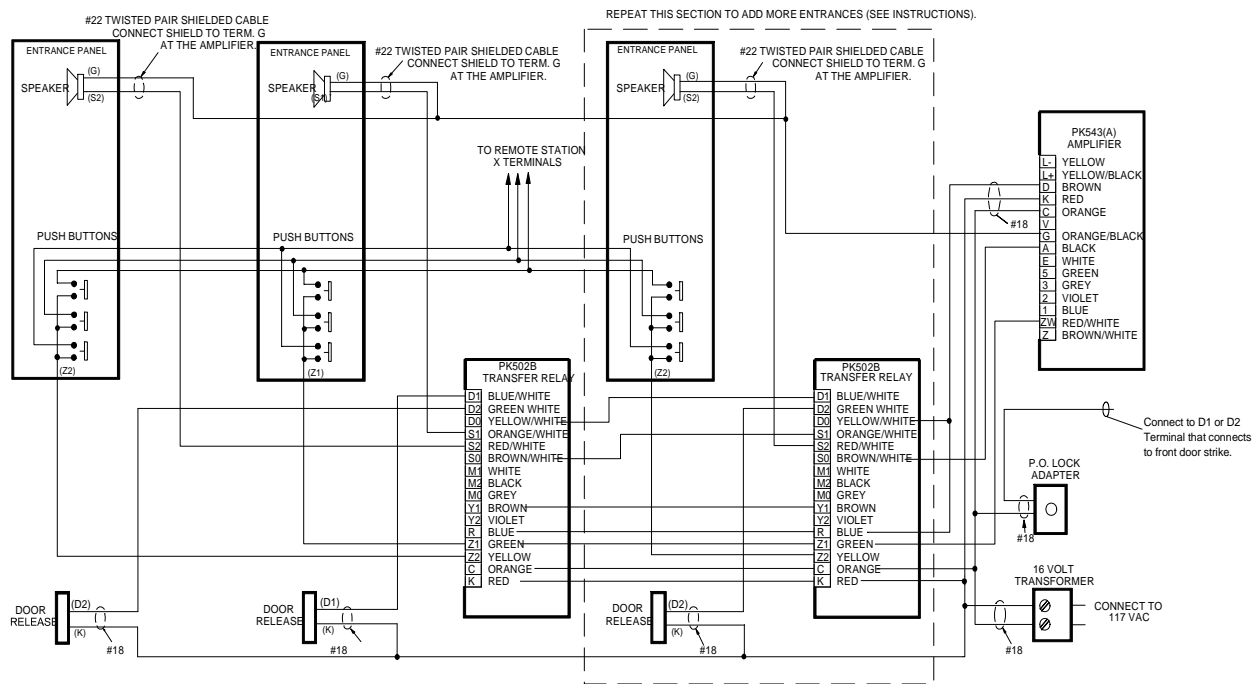 #22 TWISTED PAIR SHIELDED CABLE
CONNECT SHIELD TO TERM. G
AT THE AMPLIFIER.
REPEAT THIS SECTION TO ADD MORE ENTRANCES (SEE INSTRUCTIONS).
ENTRANCE PANEL
SPEAKER
(G)
(S2)
PUSH BUTTONS
(Z2)
ENTRANCE PANEL
#22 TWISTED PAIR SHIELDED CABLE
CONNECT SHIELD TO TERM. G
AT THE AMPLIFIER.
SPEAKER
(G)
(S1)
PUSH BUTTONS
(Z1)
TO REMOTE STATION
X TERMINALS
ENTRANCE PANEL
#22 TWISTED PAIR SHIELDED CABLE
CONNECT SHIELD TO TERM. G
AT THE AMPLIFIER.
SPEAKER
(G)
(S2)
PUSH BUTTONS
(Z2)
PK543(A)
AMPLIFIER
L- YELLOW
L+ YELLOW/BLACK
D BROWN
K RED
C ORANGE
V
G ORANGE/BLACK
A BLACK
E WHITE
5 GREEN
3 GREY
2 VIOLET
1 BLUE
ZW RED/WHITE
Z BROWN/WHITE
#18
PK502B
TRANSFER RELAY
D1 BLUE/WHITE
D2 GREEN WHITE
D0 YELLOW/WHITE
S1 ORANGE/WHITE
S2 RED/WHITE
S0 BROWN/WHITE
M1 WHITE
M2 BLACK
M0 GREY
Y1 BROWN
Y2 VIOLET
R BLUE
Z1 GREEN
Z2 YELLOW
C ORANGE
K RED
PK502B
TRANSFER RELAY
D1 BLUE/WHITE
D2 GREEN WHITE
D0 YELLOW/WHITE
S1 ORANGE/WHITE
S2 RED/WHITE
S0 BROWN/WHITE
M1 WHITE
M2 BLACK
M0 GREY
Y1 BROWN
Y2 VIOLET
R BLUE
Z1 GREEN
Z2 YELLOW
C ORANGE
K RED
Connect to D1 or D2
Terminal that connects
to front door strike.
P.O. LOCK
ADAPTER
#18
16 VOLT
TRANSFORMER
CONNECT TO
117 VAC
#18
DOOR
RELEASE
(D2)
(K)
#18
DOOR
RELEASE
(D1)
(K)
#18
DOOR
RELEASE
(D2)
(K)
#18